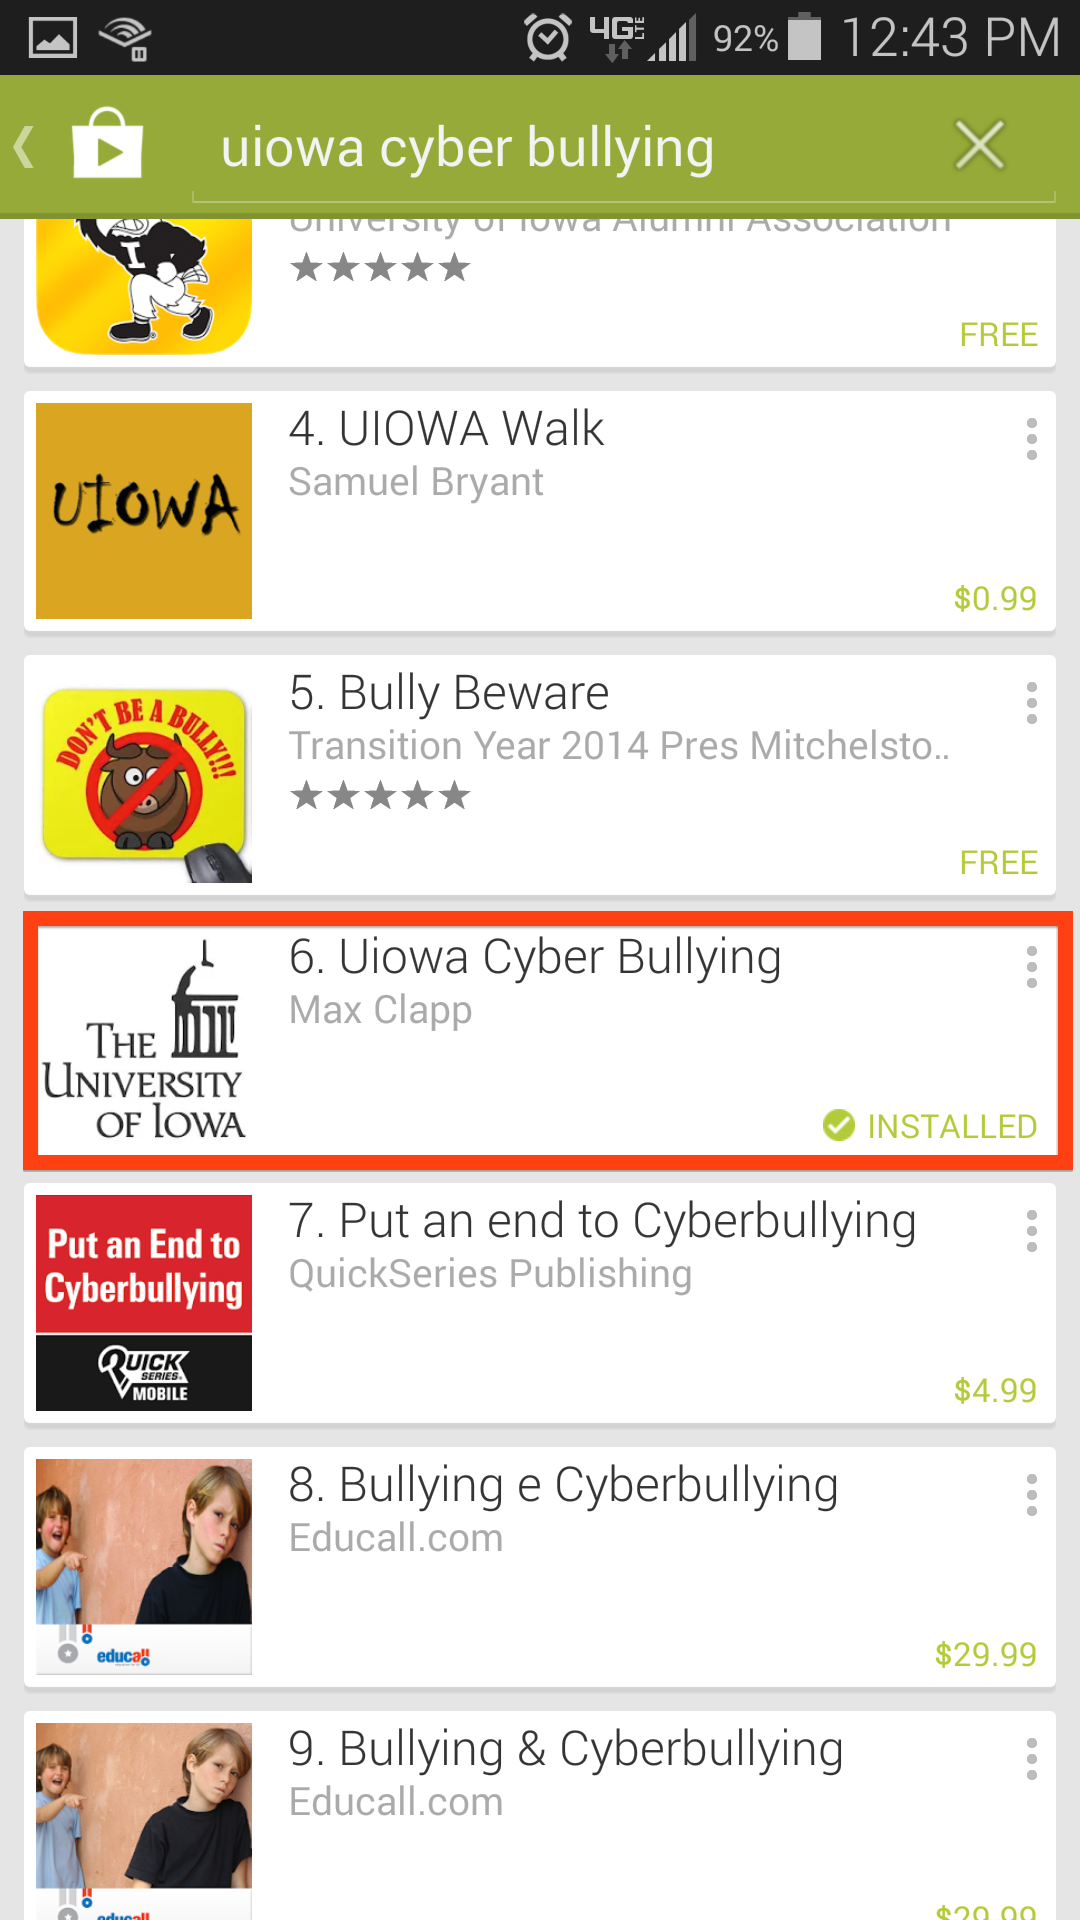 4G LTE 92% 12:43 PM
uiowa cyber bullying
University of Iowa Alumni Association
I
FREE
UIOWA
4. UIOWA Walk
Samuel Bryant
$0.99
DON'T BE A BULLY!!!
5. Bully Beware
Transition Year 2014 Pres Mitchelsto..
FREE
THE
UNIVERSITY
OF IOWA
6. Uiowa Cyber Bullying
Max Clapp
INSTALLED
Put an End to
Cyberbullying
QUICK
SERIES
MOBILE
7. Put an end to Cyberbullying
QuickSeries Publishing
$4.99
educall
8. Bullying e Cyberbullying
Educall.com
$29.99
educall
9. Bullying & Cyberbullying
Educall.com
$29.99